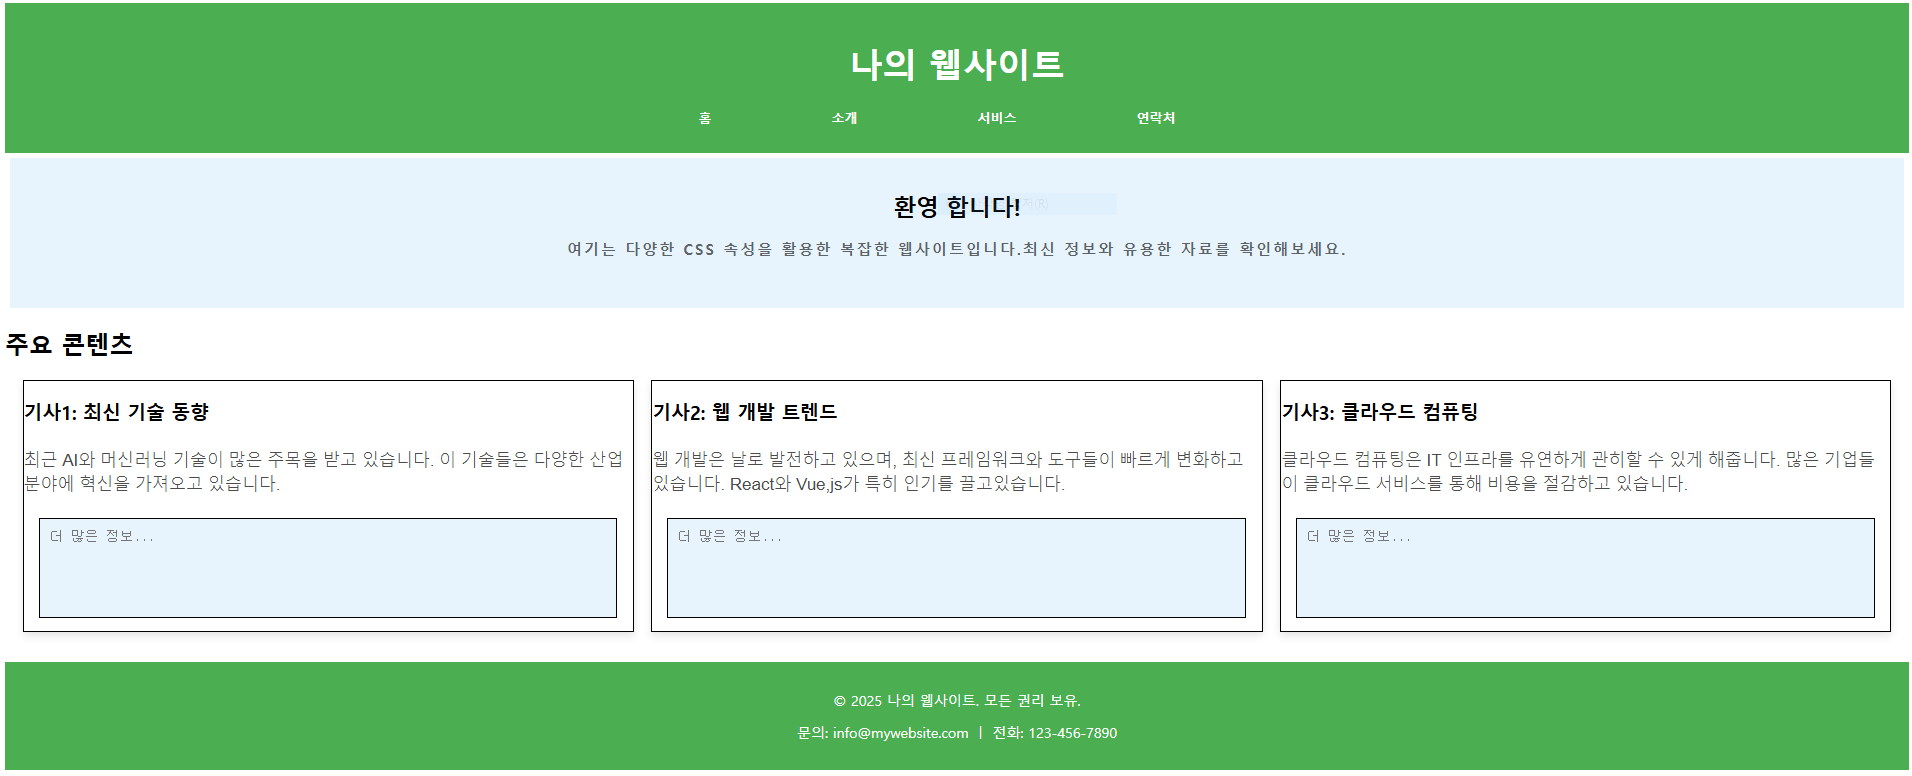 나의 웹사이트
홈 소개 서비스 연락처
환영 합니다!
여기는 다양한 CSS 속성을 활용한 복잡한 웹사이트입니다.최신 정보와 유용한 자료를 확인해보세요.
주요 콘텐츠
기사1: 최신 기술 동향
최근 AI와 머신러닝 기술이 많은 주목을 받고 있습니다. 이 기술들은 다양한 산업
분야에 혁신을 가져오고 있습니다.
더 많은 정보...
기사2: 웹 개발 트렌드
웹 개발은 날로 발전하고 있으며, 최신 프레임워크와 도구들이 빠르게 변화하고
있습니다. React와 Vue,js가 특히 인기를 끌고있습니다.
더 많은 정보...
기사3: 클라우드 컴퓨팅
클라우드 컴퓨팅은 IT 인프라를 유연하게 관히할 수 있게 해줍니다. 많은 기업들
이 클라우드 서비스를 통해 비용을 절감하고 있습니다.
더 많은 정보...
© 2025 나의 웹사이트. 모든 권리 보유.
문의: info@mywebsite.com | 전화: 123-456-7890